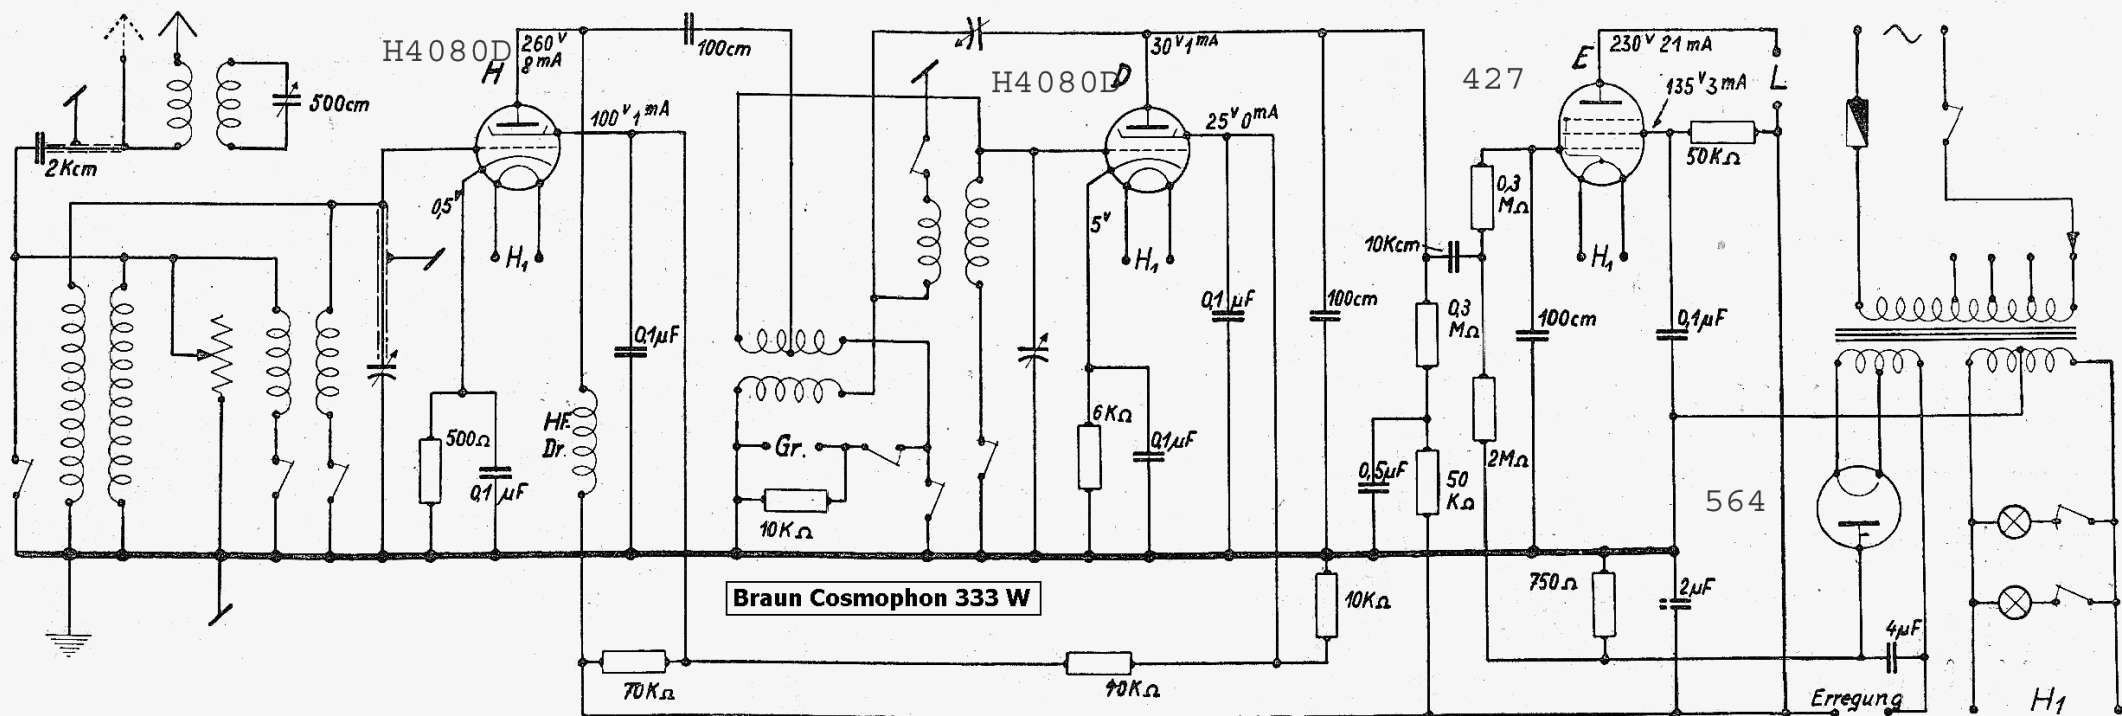 H4080D
H
260V
8mA
100cm
500cm
2Kcm
100V 1mA
0,5V
H1
0,1µF
500Ω
0,1µF
HF.
Dr.
30V 1mA
H4080D
D
25V 0mA
5V
H1
0,1µF
100cm
6KΩ
0,1µF
Gr.
10KΩ
427
E
230V 21mA
135V 3mA
L
50KΩ
0,3
MΩ
10Kcm
H1
0,3
MΩ
100cm
0,1µF
0,5µF
50
KΩ
2MΩ
564
750Ω
2µF
10KΩ
4µF
Braun Cosmophon 333 W
70KΩ
40KΩ
Erregung
H1